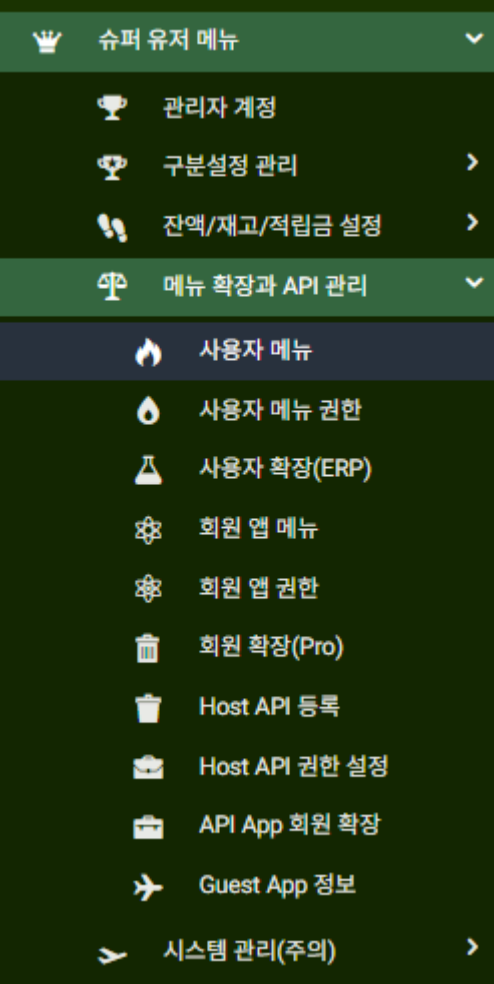 슈퍼 유저 메뉴
관리자 계정
구분설정 관리
잔액/재고/적립금 설정
메뉴 확장과 API 관리
사용자 메뉴
사용자 메뉴 권한
사용자 확장(ERP)
회원 앱 메뉴
회원 앱 권한
회원 확장(Pro)
Host API 등록
Host API 권한 설정
API App 회원 확장
Guest App 정보
시스템 관리(주의)